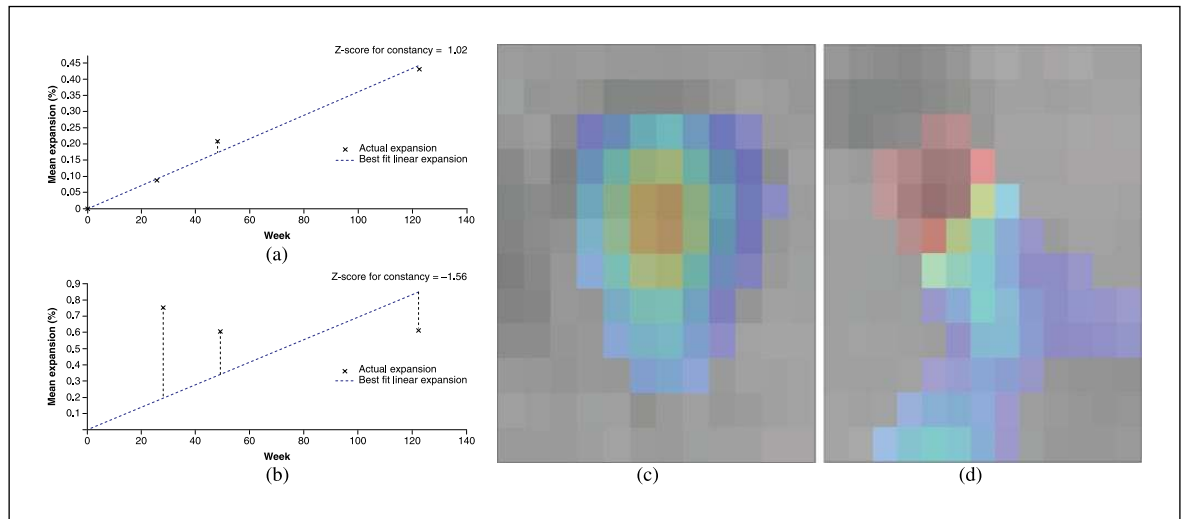 Z-score for constancy = 1.02
Mean expansion (%)
0.45
0.40
0.35
0.30
0.25
0.20
0.15
0.10
0.05
0
× Actual expansion
----- Best fit linear expansion
0 20 40 60 80 100 120 140
Week
(a)
Z-score for constancy = –1.56
Mean expansion (%)
0.9
0.8
0.7
0.6
0.5
0.4
0.3
0.2
0.1
× Actual expansion
----- Best fit linear expansion
0 20 40 60 80 100 120 140
Week
(b)
(c)
(d)